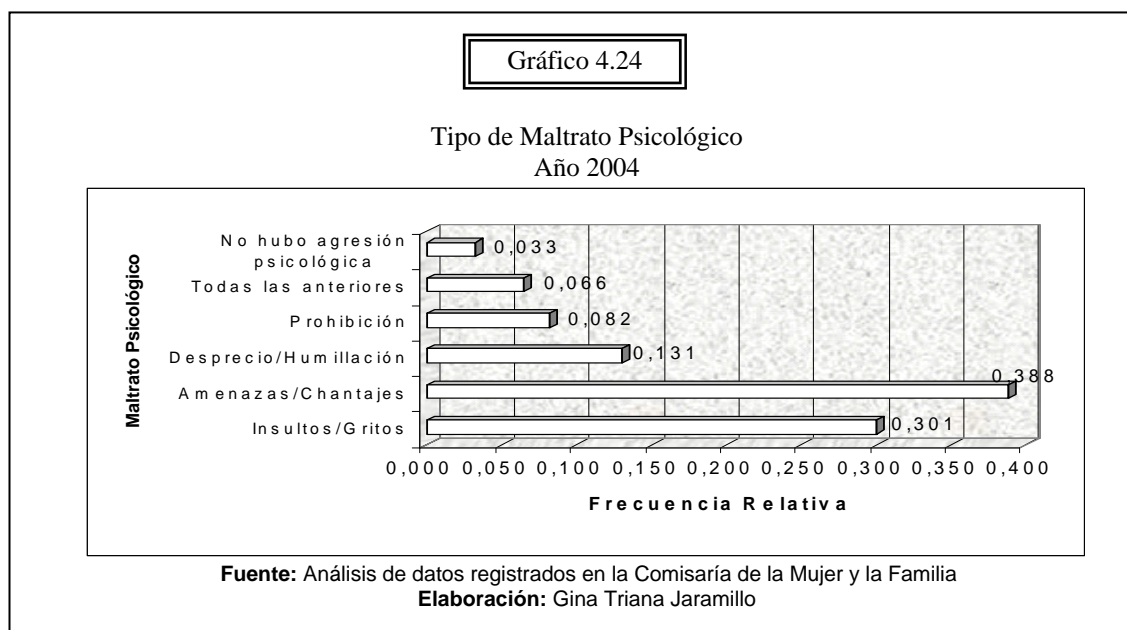 Gráfico 4.24
Tipo de Maltrato Psicológico
Año 2004
Maltrato Psicológico
No hubo agresión
psicológica
0,033
Todas las anteriores
0,066
Prohibición
0,082
Desprecio/Humillación
0,131
Amenazas/Chantajes
0,388
Insultos/Gritos
0,301
0,000 0,050 0,100 0,150 0,200 0,250 0,300 0,350 0,400
Frecuencia Relativa
Fuente: Análisis de datos registrados en la Comisaría de la Mujer y la Familia
Elaboración: Gina Triana Jaramillo